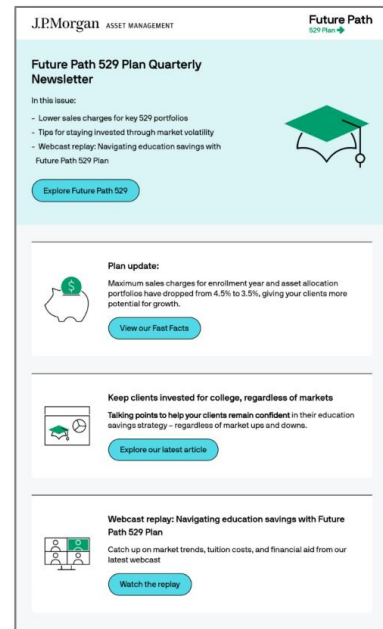 J.P.Morgan ASSET MANAGEMENT
Future Path
529 Plan
Future Path 529 Plan Quarterly
Newsletter
In this issue:
- Lower sales charges for key 529 portfolios
- Tips for staying invested through market volatility
- Webcast replay: Navigating education savings with
Future Path 529 Plan
Explore Future Path 529
$
Plan update:
Maximum sales charges for enrollment year and asset allocation
portfolios have dropped from 4.5% to 3.5%, giving your clients more
potential for growth.
View our Fast Facts
Keep clients invested for college, regardless of markets
Talking points to help your clients remain confident in their education
savings strategy – regardless of market ups and downs.
Explore our latest article
Webcast replay: Navigating education savings with Future
Path 529 Plan
Catch up on market trends, tuition costs, and financial aid from our
latest webcast
Watch the replay